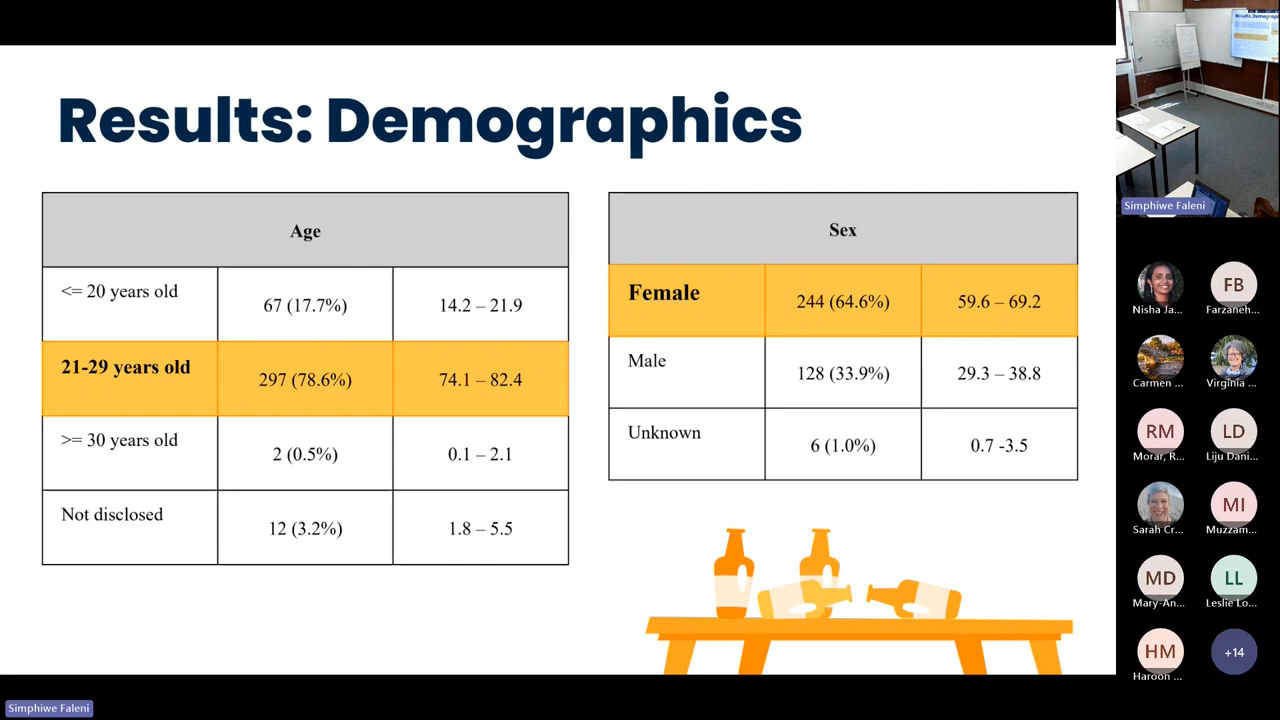 Results: Demographics
Age
<= 20 years old 67 (17.7%) 14.2 – 21.9
21-29 years old 297 (78.6%) 74.1 – 82.4
>= 30 years old 2 (0.5%) 0.1 – 2.1
Not disclosed 12 (3.2%) 1.8 – 5.5
Sex
Female 244 (64.6%) 59.6 – 69.2
Male 128 (33.9%) 29.3 – 38.8
Unknown 6 (1.0%) 0.7 -3.5
Results: Demograp
Simphiwe Faleni
Nisha Ja...
FB
Farzaneh...
Carmen ...
Virginia ...
RM
Morar, R...
LD
Liju Dani...
Sarah Cr...
MI
Muzzam...
MD
Mary-An...
LL
Leslie Lo...
HM
Haroon ...
+14
Simphiwe Faleni